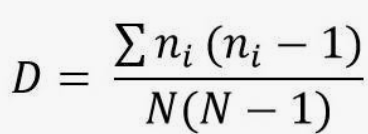 D = ∑ nᵢ (nᵢ − 1) / N(N − 1)